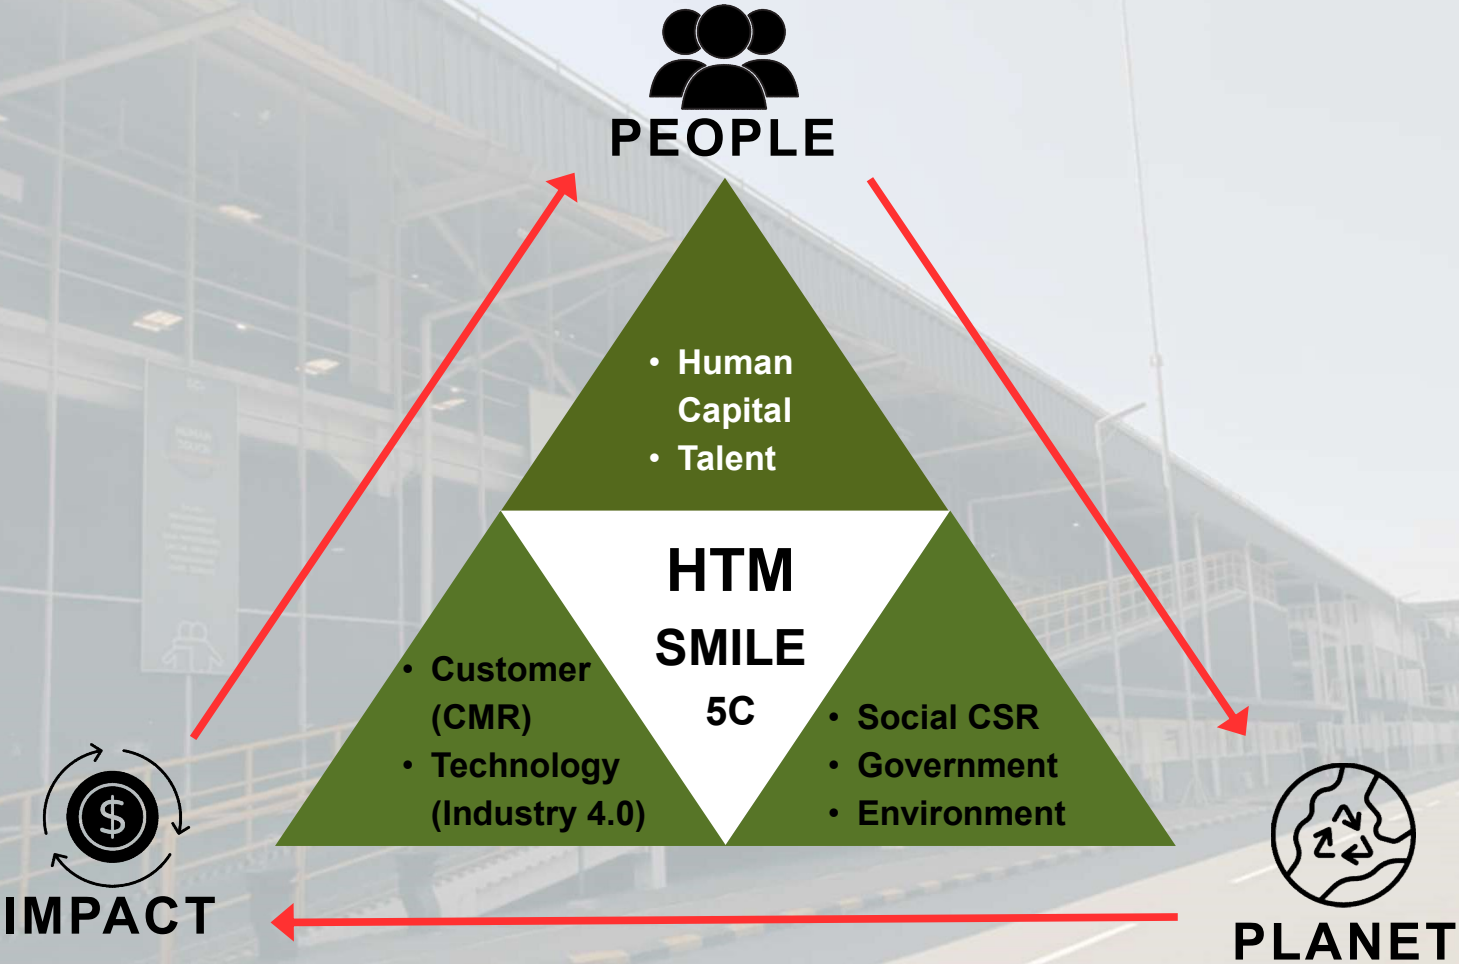 PEOPLE
• Human
Capital
• Talent
HTM
SMILE
5C
• Customer
(CMR)
• Technology
(Industry 4.0)
• Social CSR
• Government
• Environment
$
IMPACT
PLANET